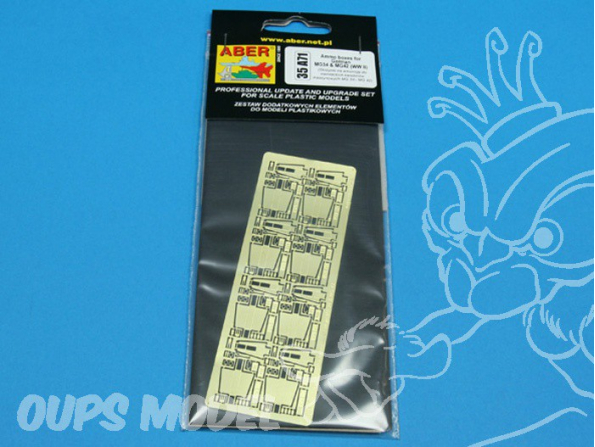 www.aber.net.pl
ABER
35 A71
Ammo boxes for
German
MG34 & MG42 (WW II)
PROFESSIONAL UPDATE AND UPGRADE SET
FOR SCALE PLASTIC MODELS
ZESTAW DODATKOWYCH ELEMENTÓW
DO MODELI PLASTIKOWYCH
OUPS MODEL